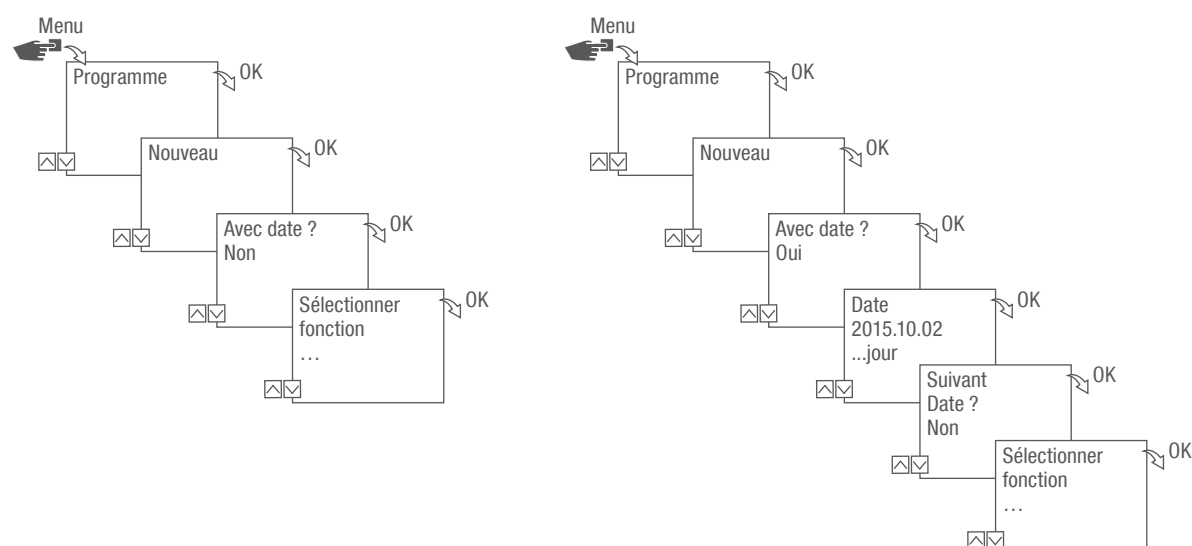 Menu
Programme
OK
Nouveau
OK
Avec date ?
Non
OK
Sélectionner
fonction
...
OK
Menu
Programme
OK
Nouveau
OK
Avec date ?
Oui
OK
Date
2015.10.02
...jour
OK
Suivant
Date ?
Non
OK
Sélectionner
fonction
...
OK